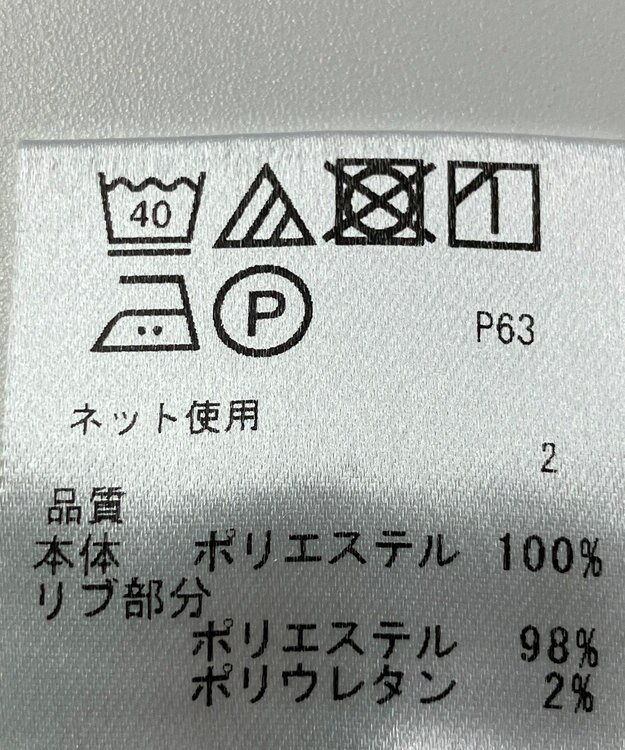 40
P
P63
ネット使用
2
品質
本体 ポリエステル 100%
リブ部分
ポリエステル 98%
ポリウレタン 2%